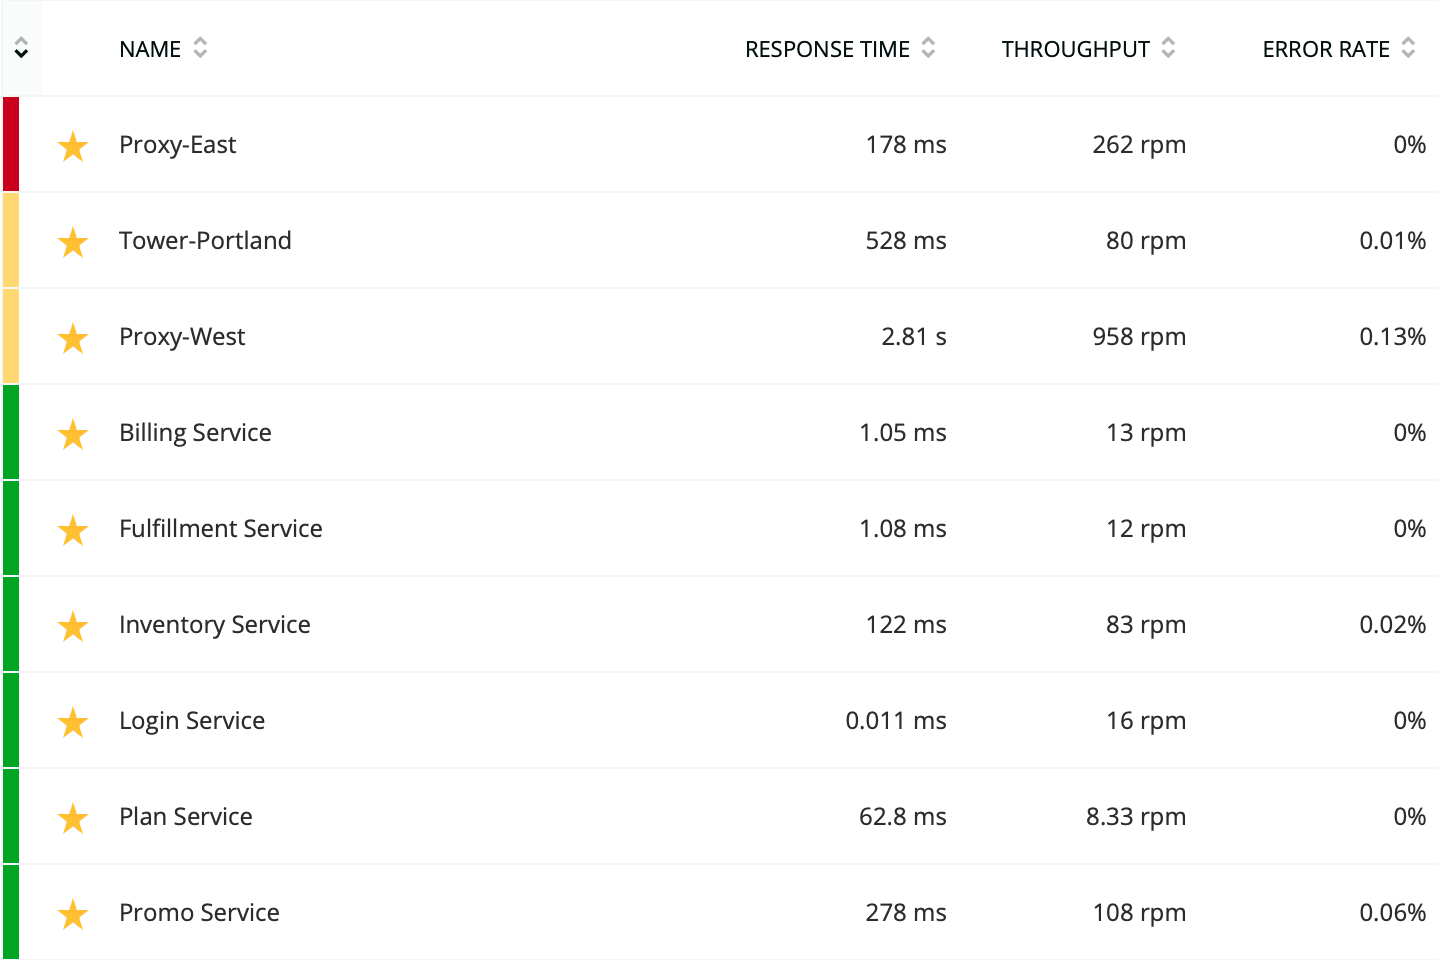 NAME RESPONSE TIME THROUGHPUT ERROR RATE
Proxy-East 178 ms 262 rpm 0%
Tower-Portland 528 ms 80 rpm 0.01%
Proxy-West 2.81 s 958 rpm 0.13%
Billing Service 1.05 ms 13 rpm 0%
Fulfillment Service 1.08 ms 12 rpm 0%
Inventory Service 122 ms 83 rpm 0.02%
Login Service 0.011 ms 16 rpm 0%
Plan Service 62.8 ms 8.33 rpm 0%
Promo Service 278 ms 108 rpm 0.06%